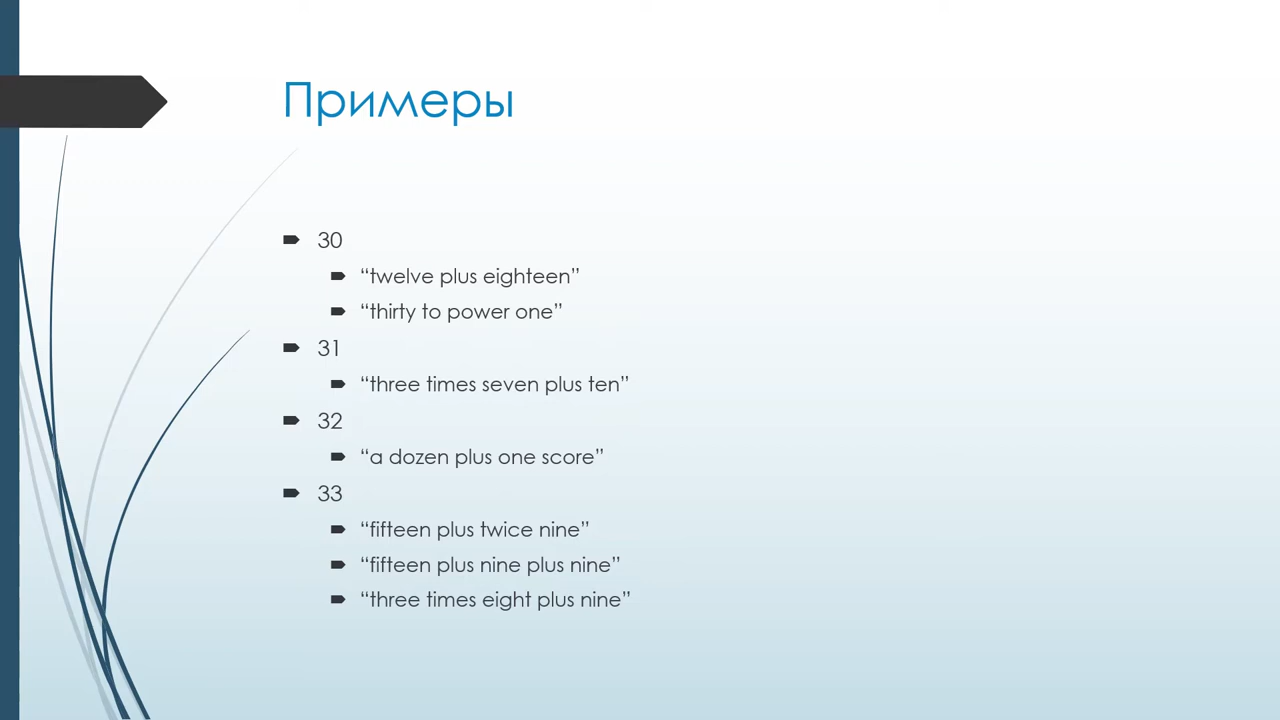 Примеры
30
“twelve plus eighteen”
“thirty to power one”
31
“three times seven plus ten”
32
“a dozen plus one score”
33
“fifteen plus twice nine”
“fifteen plus nine plus nine”
“three times eight plus nine”